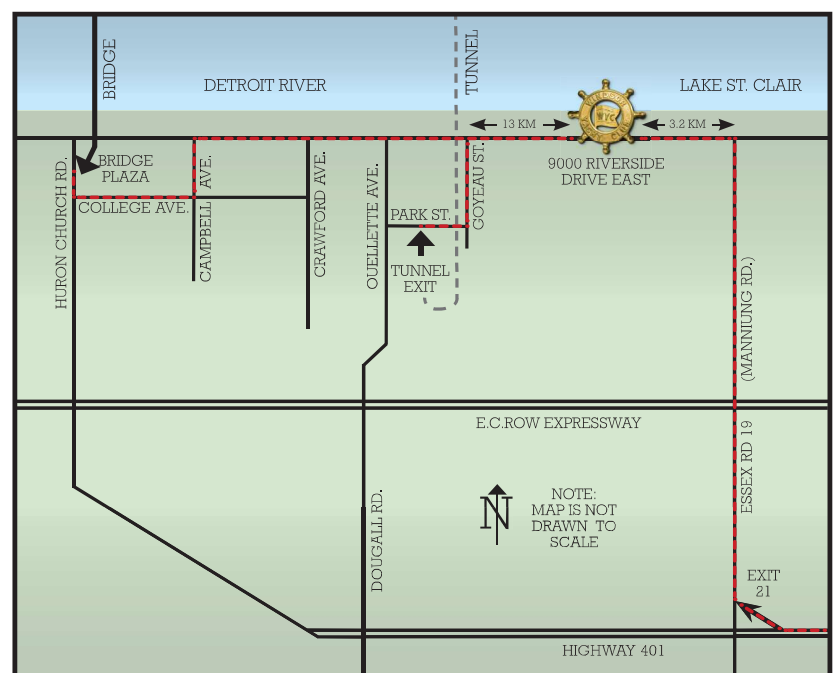 BRIDGE
DETROIT RIVER
TUNNEL
LAKE ST. CLAIR
13 KM
WYC
3.2 KM
9000 RIVERSIDE
DRIVE EAST
BRIDGE
PLAZA
HURON CHURCH RD.
COLLEGE AVE.
CAMPBELL AVE.
CRAWFORD AVE.
OUELLETTE AVE.
PARK ST.
GOYEAU ST.
TUNNEL
EXIT
(MANNIUNG RD.)
E.C.ROW EXPRESSWAY
ESSEX RD 19
N
NOTE:
MAP IS NOT
DRAWN TO
SCALE
DOUGALL RD.
EXIT
21
HIGHWAY 401